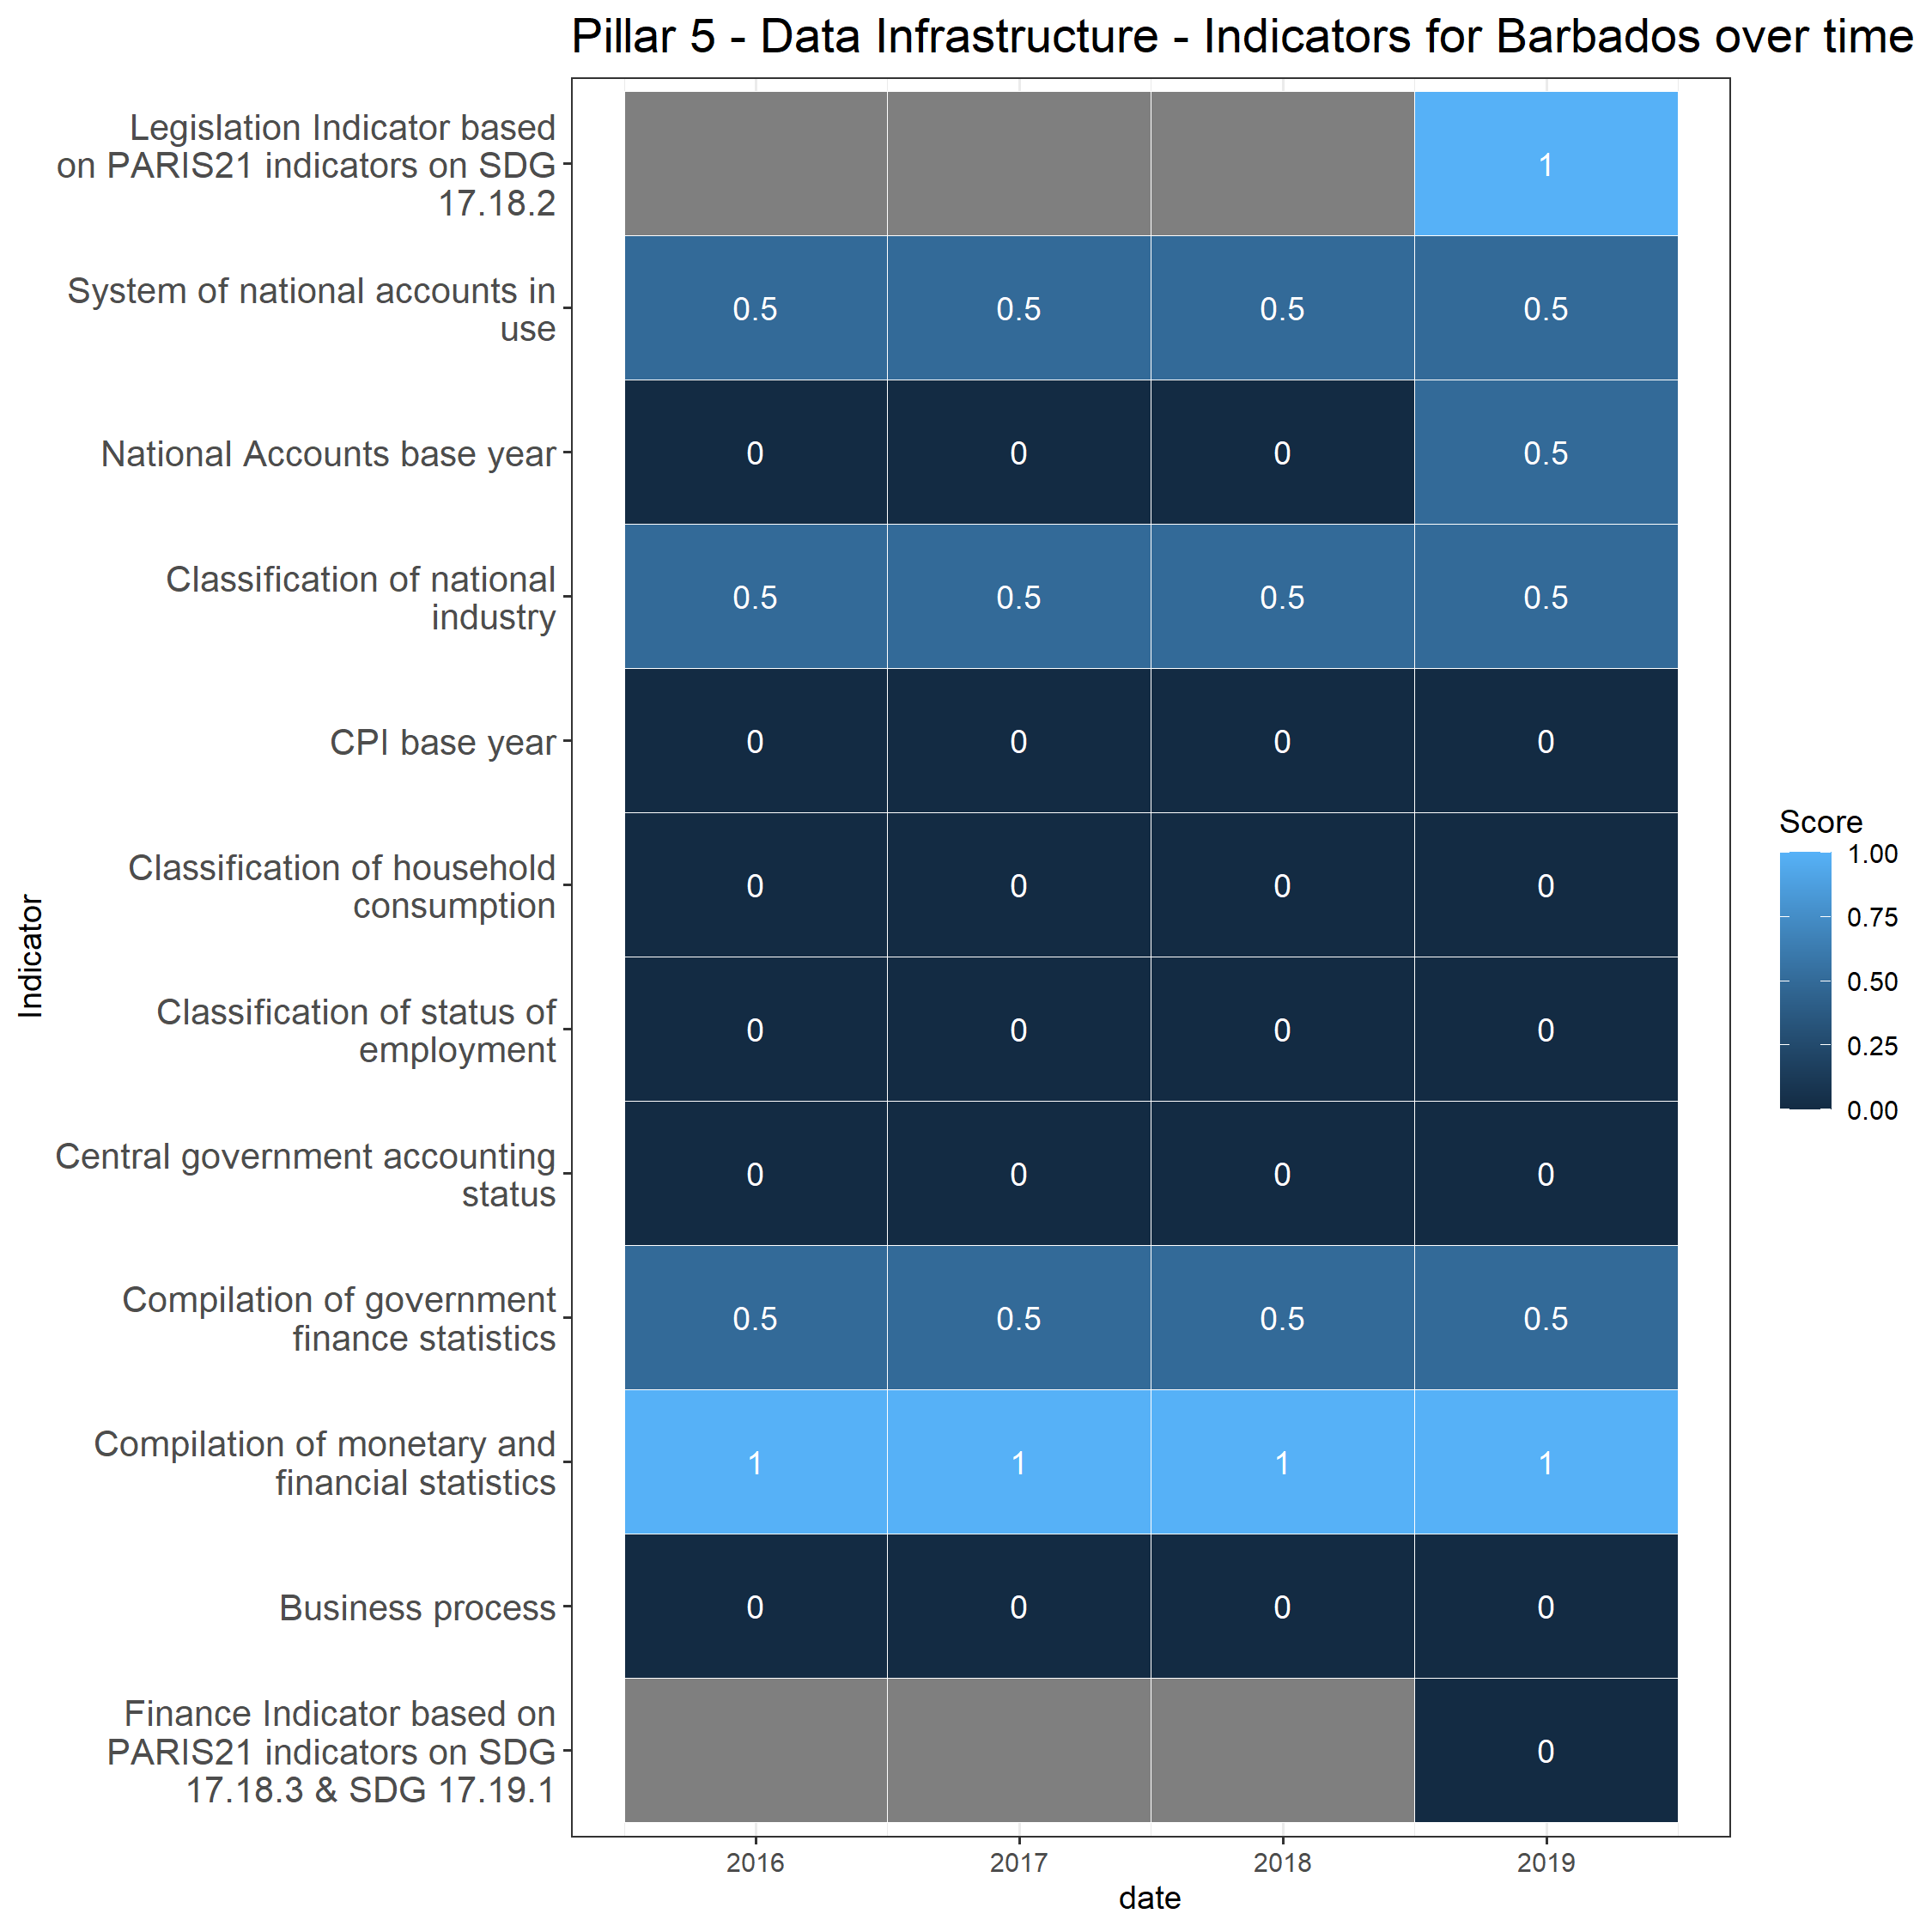 Pillar 5 - Data Infrastructure - Indicators for Barbados over time
Legislation Indicator based
on PARIS21 indicators on SDG
17.18.2
1
System of national accounts in
use
0.5 0.5 0.5 0.5
National Accounts base year
0 0 0 0.5
Classification of national
industry
0.5 0.5 0.5 0.5
CPI base year
0 0 0 0
Classification of household
consumption
0 0 0 0
Classification of status of
employment
0 0 0 0
Central government accounting
status
0 0 0 0
Compilation of government
finance statistics
0.5 0.5 0.5 0.5
Compilation of monetary and
financial statistics
1 1 1 1
Business process
0 0 0 0
Finance Indicator based on
PARIS21 indicators on SDG
17.18.3 & SDG 17.19.1
0
Indicator
2016 2017 2018 2019
date
Score
1.00
0.75
0.50
0.25
0.00